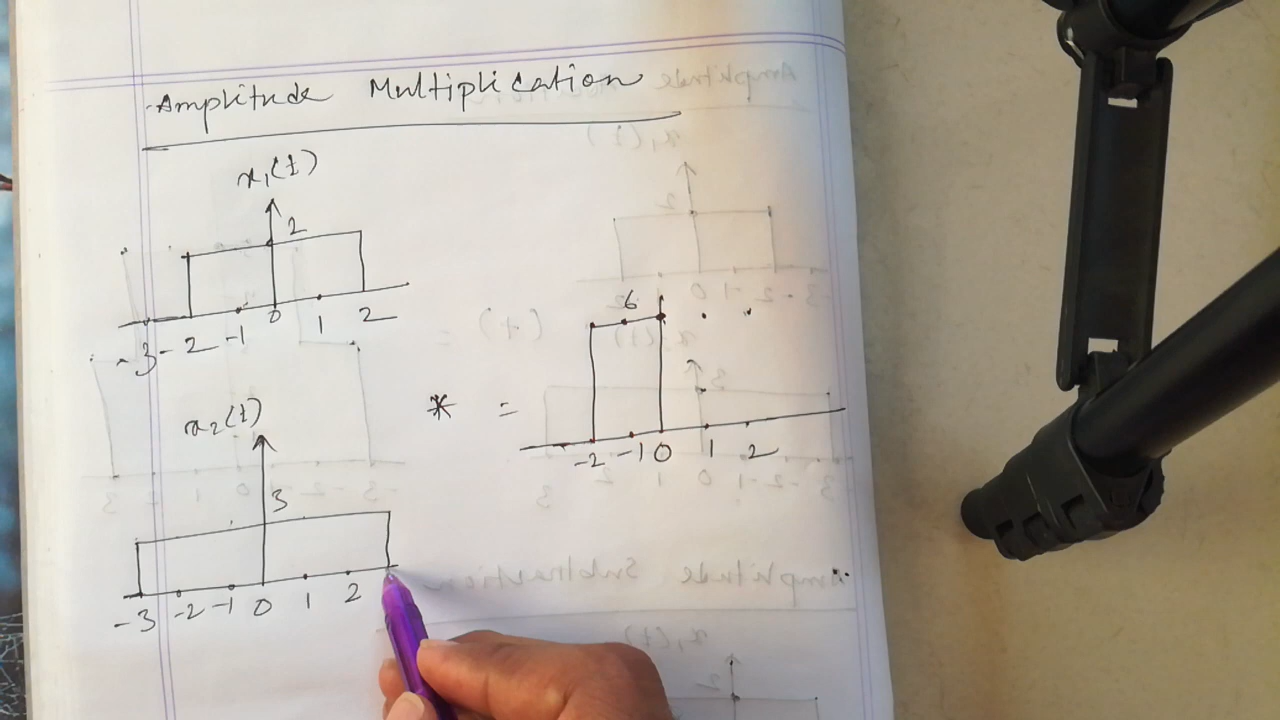 Amplitude Multiplication
x₁(t)
2
-3 -2 -1 0 1 2
x₂(t)
3
-3 -2 -1 0 1 2
* =
6
-2 -1 0 1 2